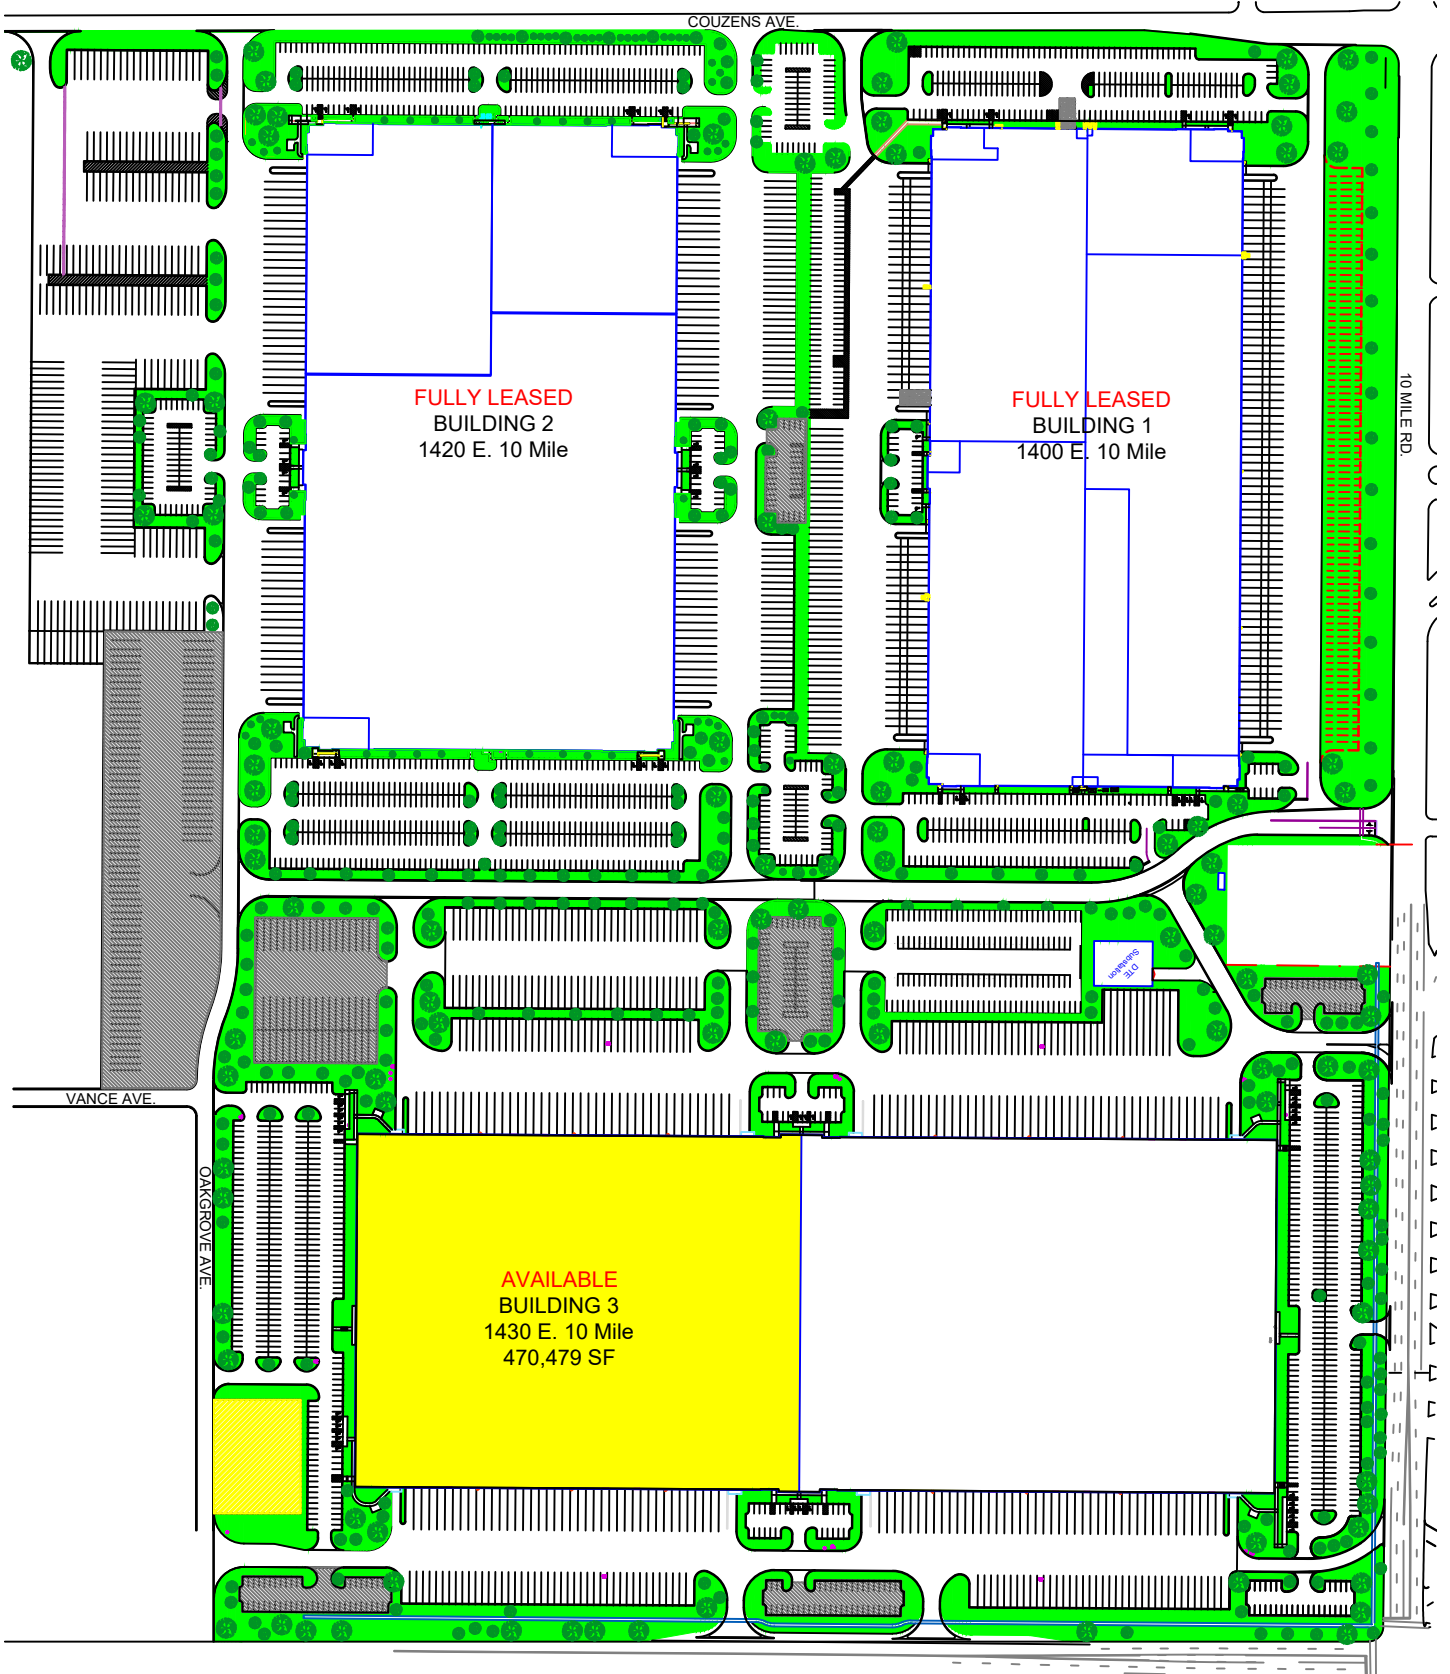 COUZENS AVE.
FULLY LEASED
BUILDING 2
1420 E. 10 Mile
FULLY LEASED
BUILDING 1
1400 E. 10 Mile
10 MILE RD.
DTE
Substation
VANCE AVE.
OAKGROVE AVE.
AVAILABLE
BUILDING 3
1430 E. 10 Mile
470,479 SF